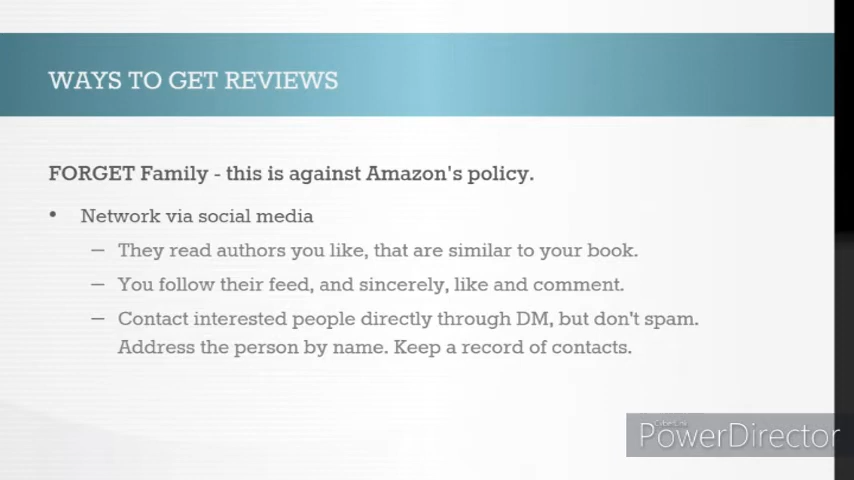 WAYS TO GET REVIEWS
FORGET Family - this is against Amazon's policy.
• Network via social media
– They read authors you like, that are similar to your book.
– You follow their feed, and sincerely, like and comment.
– Contact interested people directly through DM, but don't spam.
Address the person by name. Keep a record of contacts.
CyberLink
PowerDirector